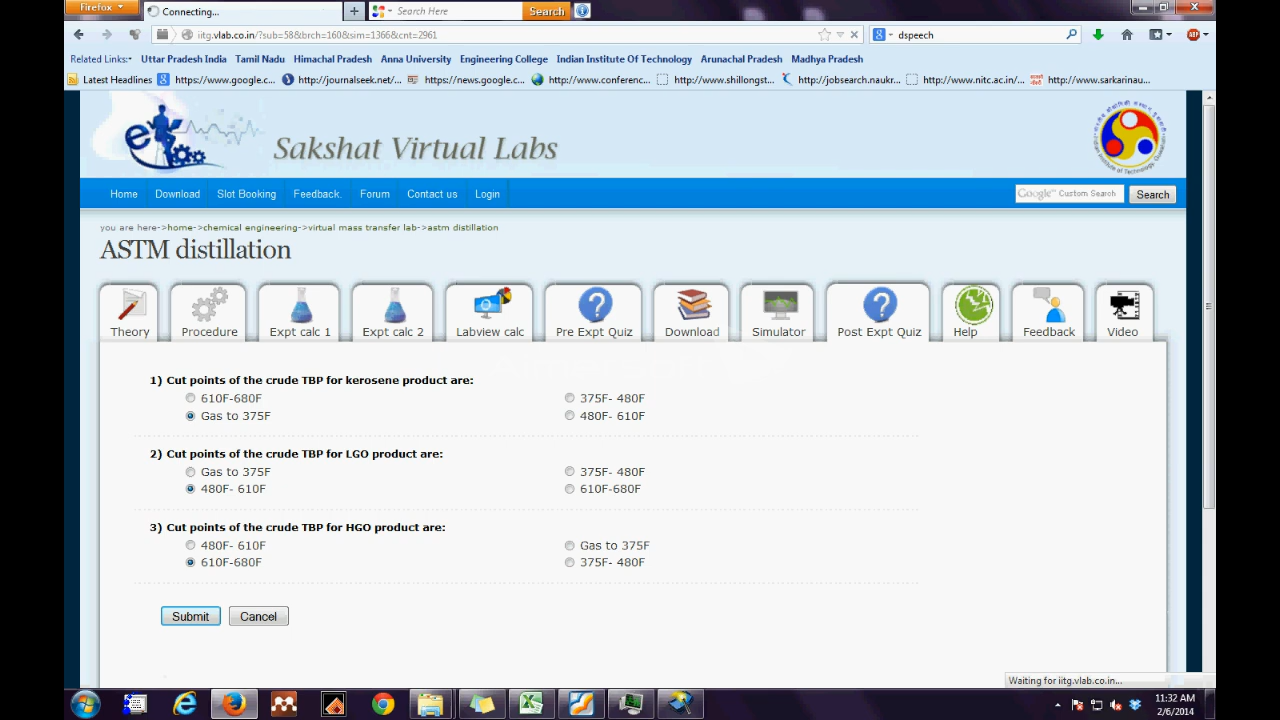 Firefox
Connecting...
Search Here
Search
iitg.vlab.co.in/?sub=58&brch=160&sim=1366&cnt=2961
dspeech
Related Links:
Uttar Pradesh India
Tamil Nadu
Himachal Pradesh
Anna University
Engineering College
Indian Institute Of Technology
Arunachal Pradesh
Madhya Pradesh
Latest Headlines
https://www.google.c...
http://journalseek.net/...
https://news.google.c...
http://www.conferenc...
http://www.shillongst...
http://jobsearch.naukr...
http://www.nitc.ac.in/...
http://www.sarkarinau...
Sakshat Virtual Labs
Home
Download
Slot Booking
Feedback.
Forum
Contact us
Login
Google™ Custom Search
Search
you are here->home->chemical engineering->virtual mass transfer lab->astm distillation
ASTM distillation
Theory
Procedure
Expt calc 1
Expt calc 2
Labview calc
Pre Expt Quiz
Download
Simulator
Post Expt Quiz
Help
Feedback
Video
1) Cut points of the crude TBP for kerosene product are:
610F-680F
375F- 480F
Gas to 375F
480F- 610F
2) Cut points of the crude TBP for LGO product are:
Gas to 375F
375F- 480F
480F- 610F
610F-680F
3) Cut points of the crude TBP for HGO product are:
480F- 610F
Gas to 375F
610F-680F
375F- 480F
Submit
Cancel
Waiting for iitg.vlab.co.in...
11:32 AM
2/6/2014